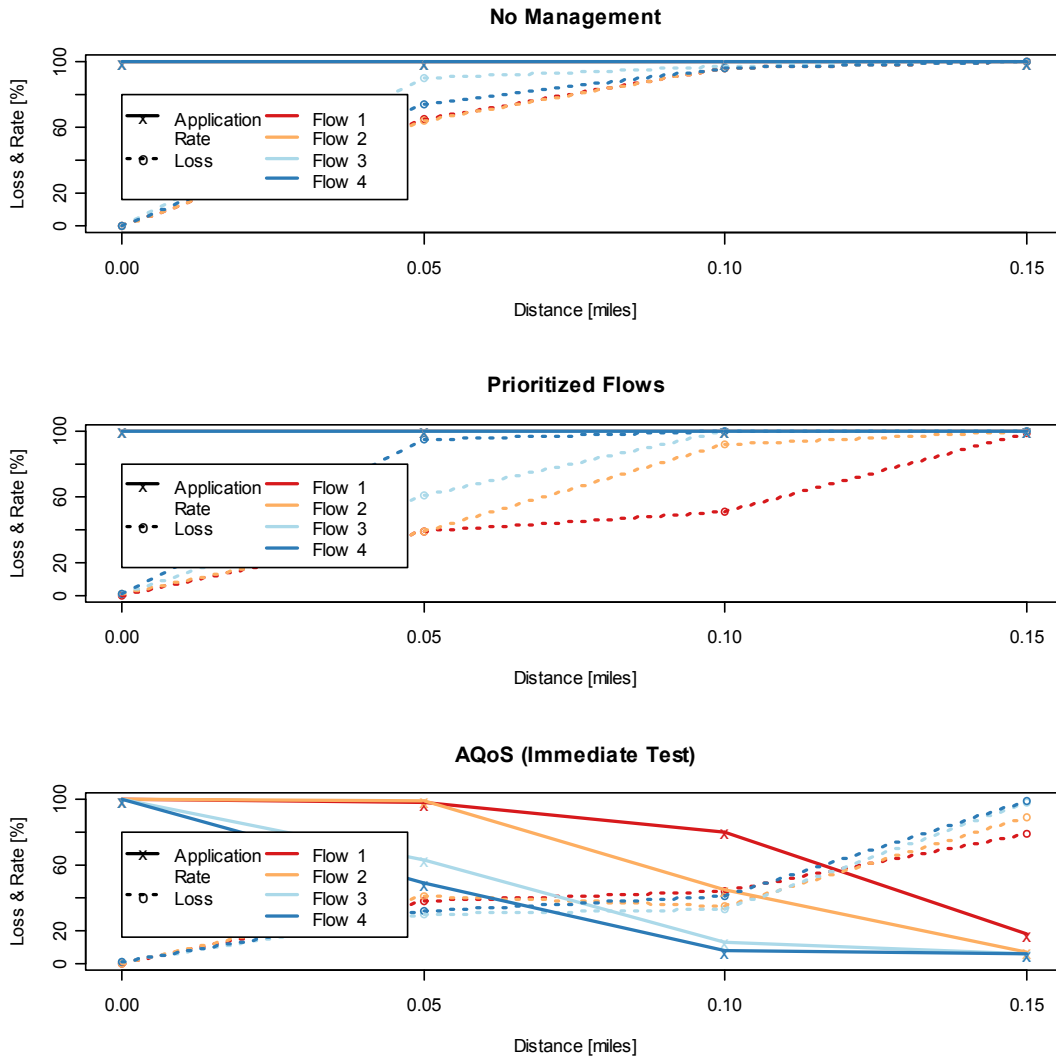 No Management
Loss & Rate [%]
100
60
20
0
Application Rate
Loss
Flow 1
Flow 2
Flow 3
Flow 4
0.00 0.05 0.10 0.15
Distance [miles]
Prioritized Flows
Loss & Rate [%]
100
60
20
0
Application Rate
Loss
Flow 1
Flow 2
Flow 3
Flow 4
0.00 0.05 0.10 0.15
Distance [miles]
AQoS (Immediate Test)
Loss & Rate [%]
100
60
20
0
Application Rate
Loss
Flow 1
Flow 2
Flow 3
Flow 4
0.00 0.05 0.10 0.15
Distance [miles]